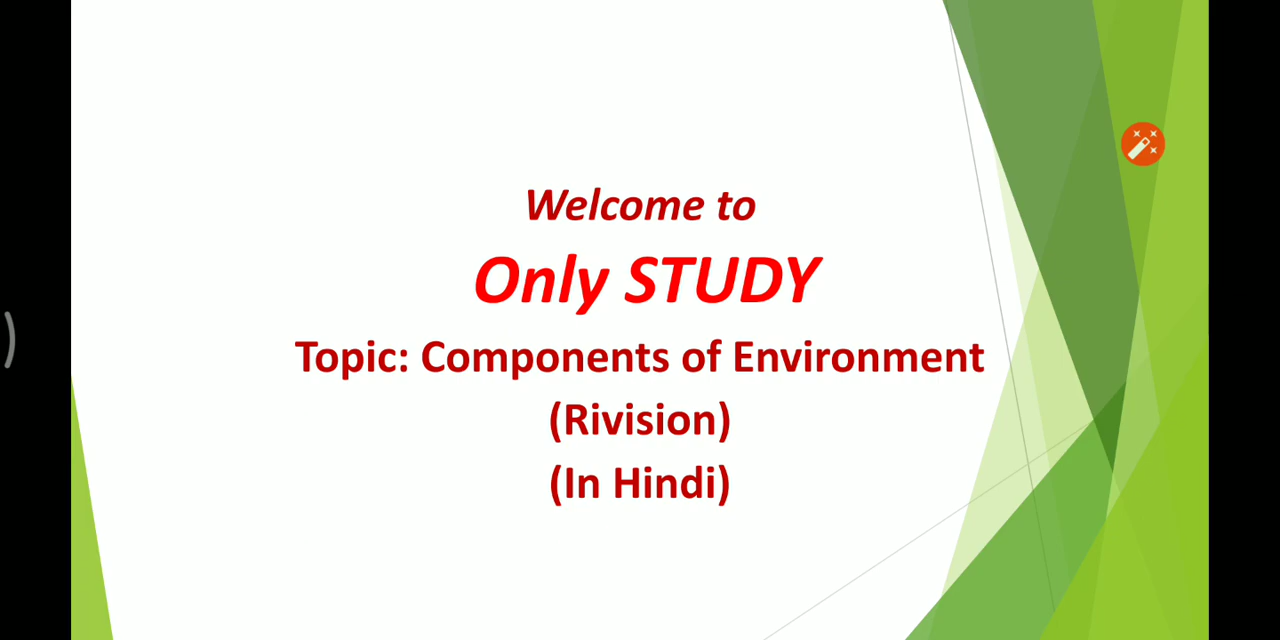 Welcome to
Only STUDY
Topic: Components of Environment
(Rivision)
(In Hindi)